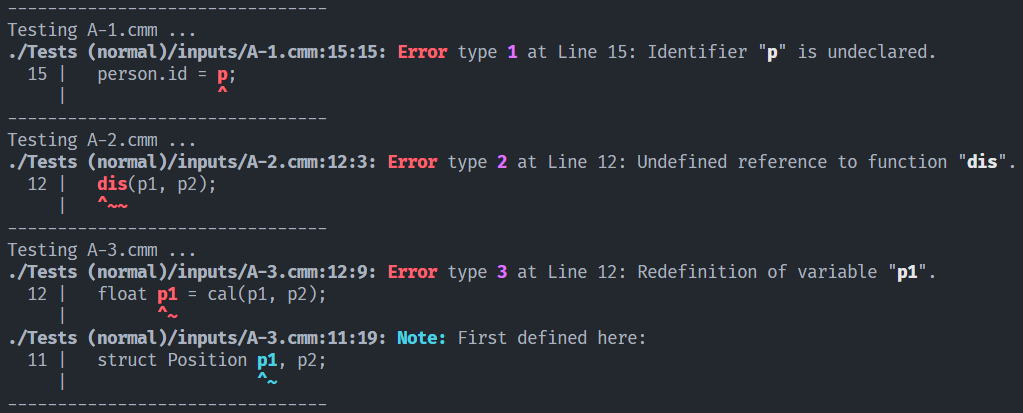 --------------------------------
Testing A-1.cmm ...
./Tests (normal)/inputs/A-1.cmm:15:15: Error type 1 at Line 15: Identifier "p" is undeclared.
  15 |   person.id = p;
     |               ^
--------------------------------
Testing A-2.cmm ...
./Tests (normal)/inputs/A-2.cmm:12:3: Error type 2 at Line 12: Undefined reference to function "dis".
  12 |   dis(p1, p2);
     |   ^~~
--------------------------------
Testing A-3.cmm ...
./Tests (normal)/inputs/A-3.cmm:12:9: Error type 3 at Line 12: Redefinition of variable "p1".
  12 |   float p1 = cal(p1, p2);
     |         ^~
./Tests (normal)/inputs/A-3.cmm:11:19: Note: First defined here:
  11 |   struct Position p1, p2;
     |                   ^~
--------------------------------